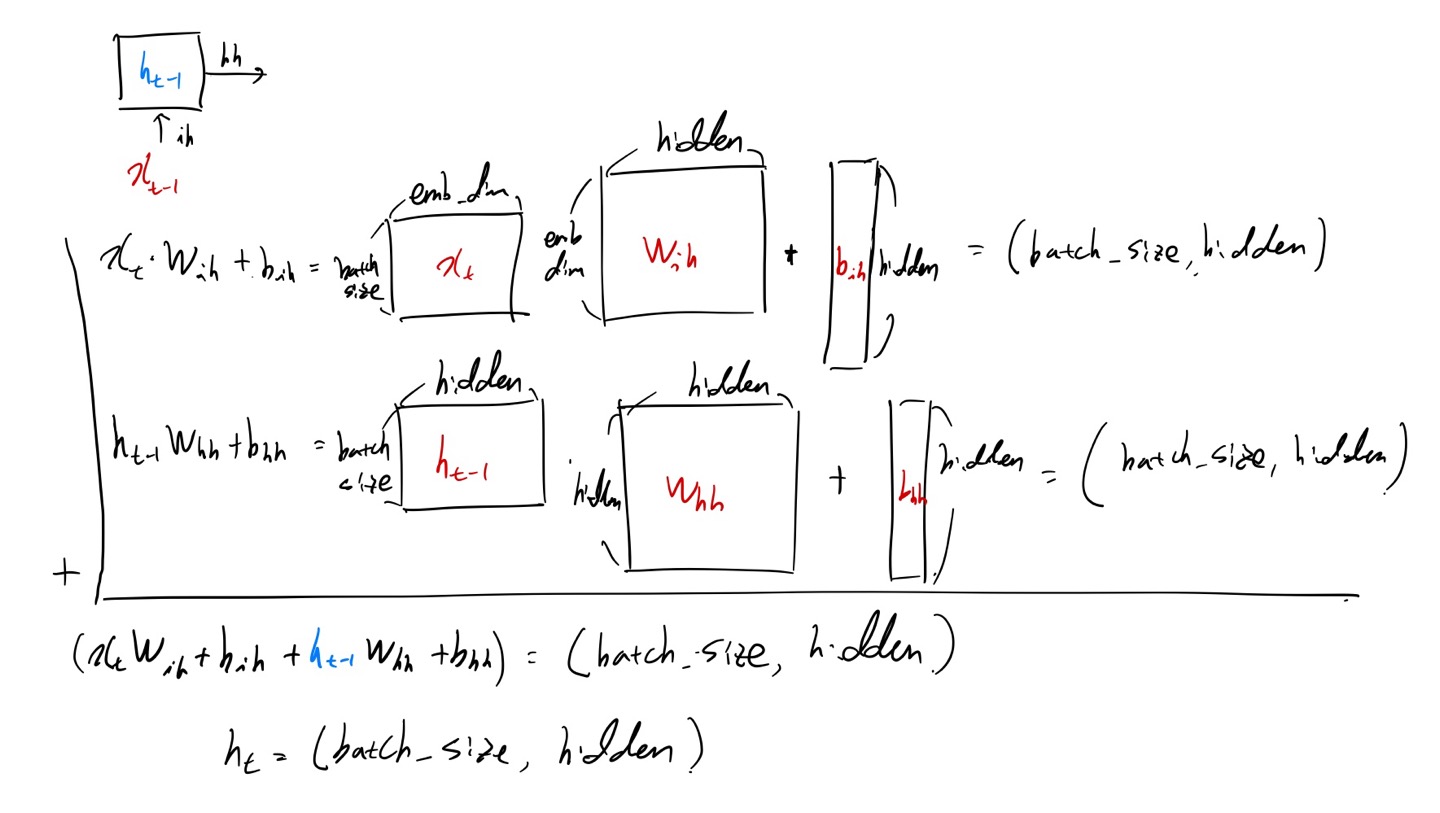 h_{t-1} hh
↑ ih
x_{t-1}
hidden
emb_dim
x_t · W_{ih} + b_{ih} = batch size x_t emb dim W_{ih} + b_{ih} hidden = (batch_size, hidden)
hidden hidden
h_{t-1} W_{hh} + b_{hh} = batch size h_{t-1} hidden W_{hh} + b_{hh} hidden = (batch_size, hidden)
+
(x_t W_{ih} + b_{ih} + h_{t-1} W_{hh} + b_{hh}) = (batch_size, hidden)
h_t = (batch_size, hidden)